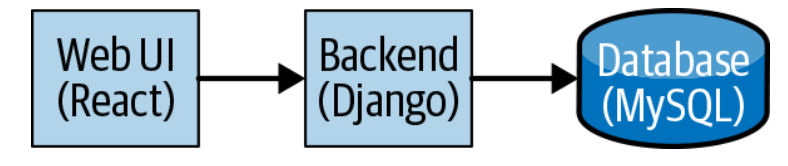 Web UI
(React)
Backend
(Django)
Database
(MySQL)